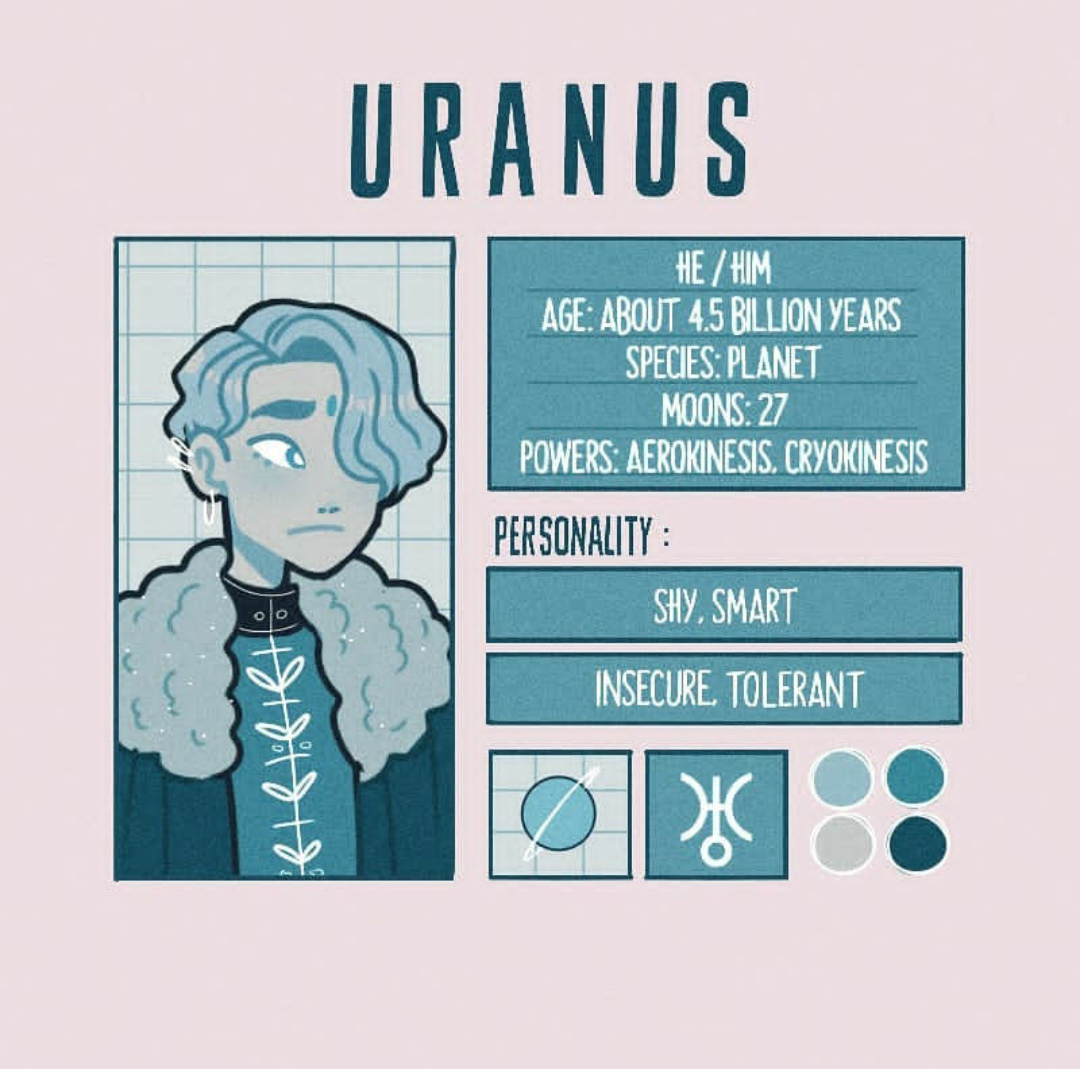 URANUS
HE / HIM
AGE: ABOUT 4.5 BILLION YEARS
SPECIES: PLANET
MOONS: 27
POWERS: AEROKINESIS, CRYOKINESIS
PERSONALITY :
SHY, SMART
INSECURE, TOLERANT